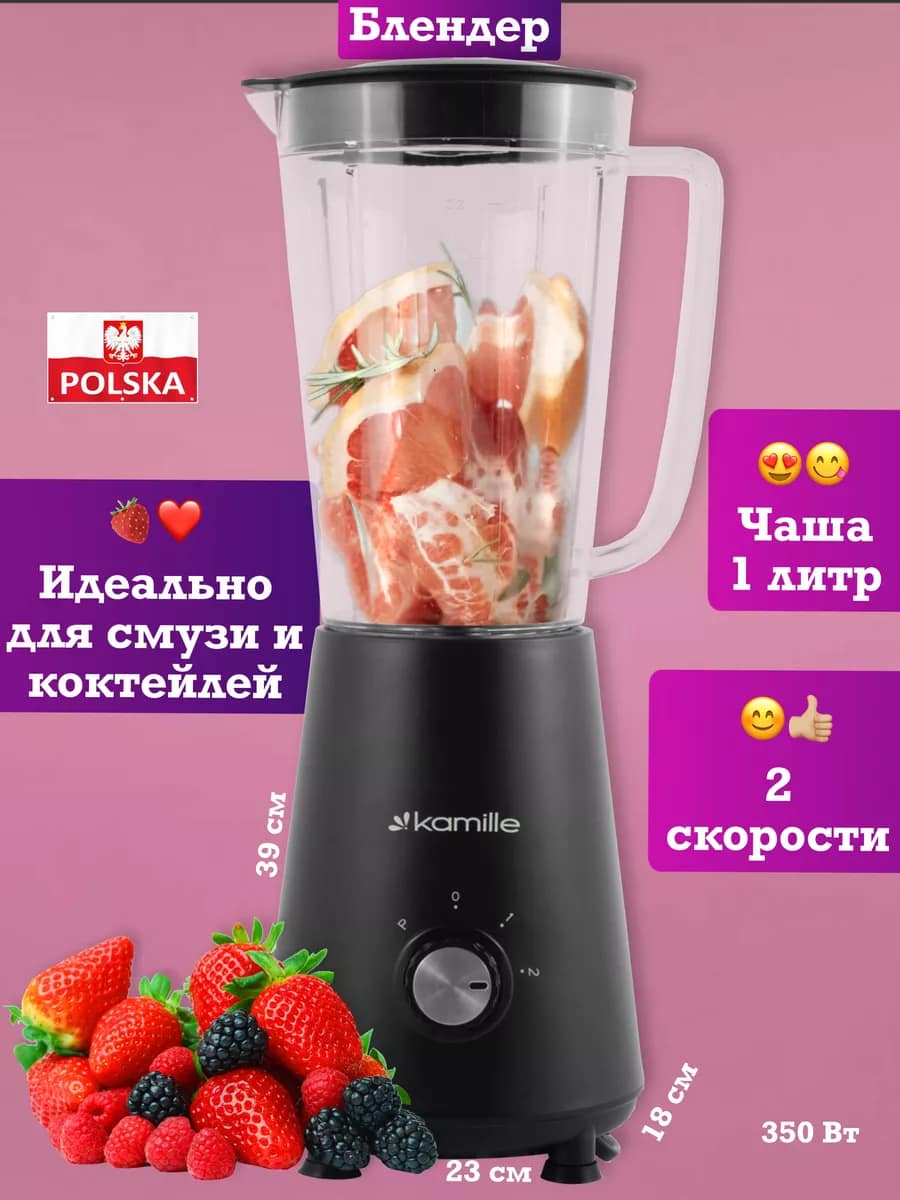 Блендер
POLSKA
Чаша
1 литр
Идеально
для смузи и
коктейлей
2
скорости
39 см
kamille
P
0
1
2
18 см
23 см
350 Вт